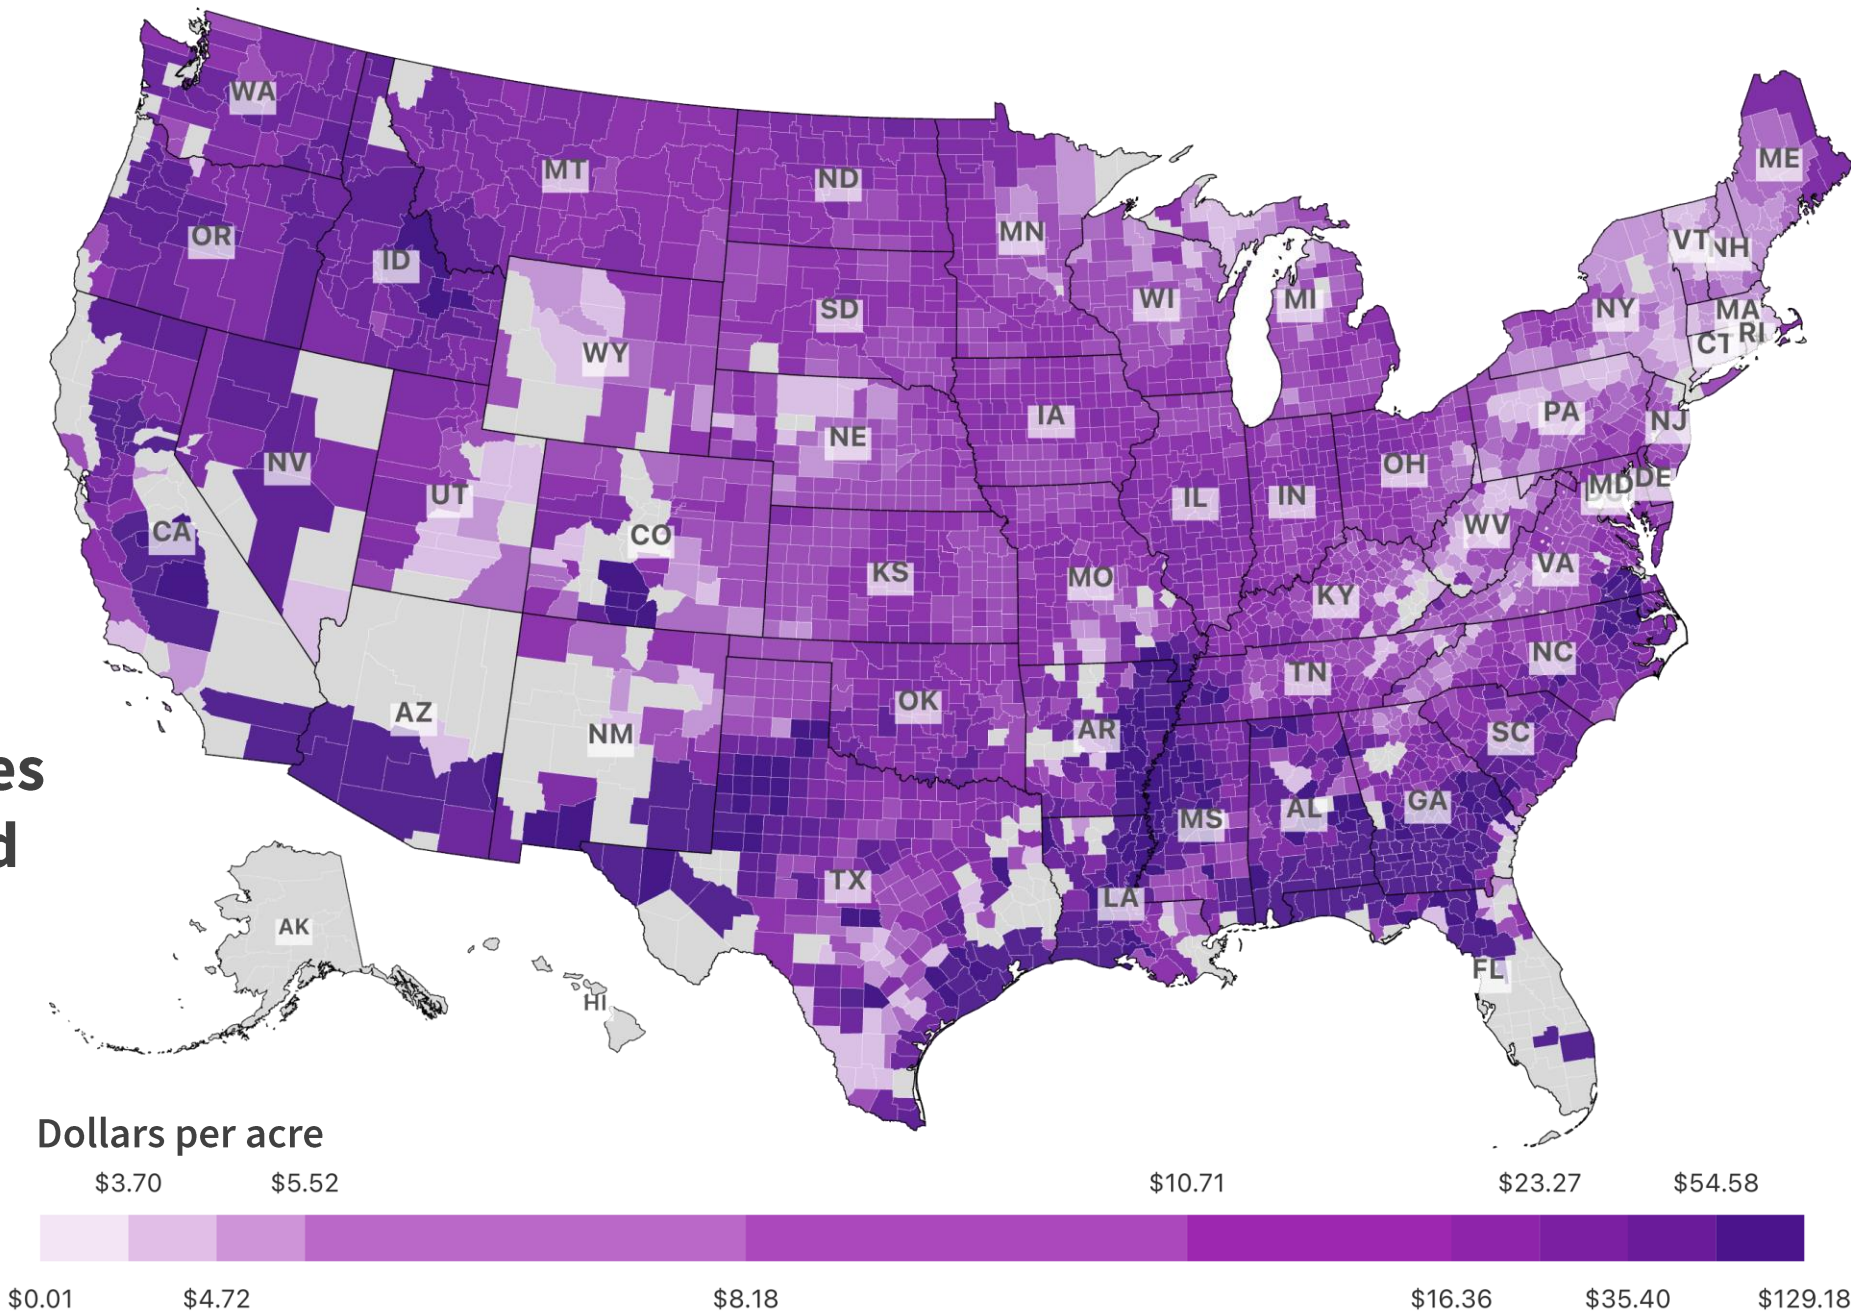 WA
MT
ND
MN
ME
OR
ID
SD
WI
MI
VT
NH
NY
MA
RI
CT
WY
NE
IA
PA
NJ
NV
UT
CO
IL
IN
OH
MD
DE
WV
CA
KS
MO
KY
VA
AZ
NM
OK
AR
TN
NC
SC
es
d
TX
MS
AL
GA
LA
AK
HI
FL
Dollars per acre
$3.70 $5.52 $10.71 $23.27 $54.58
$0.01 $4.72 $8.18 $16.36 $35.40 $129.18